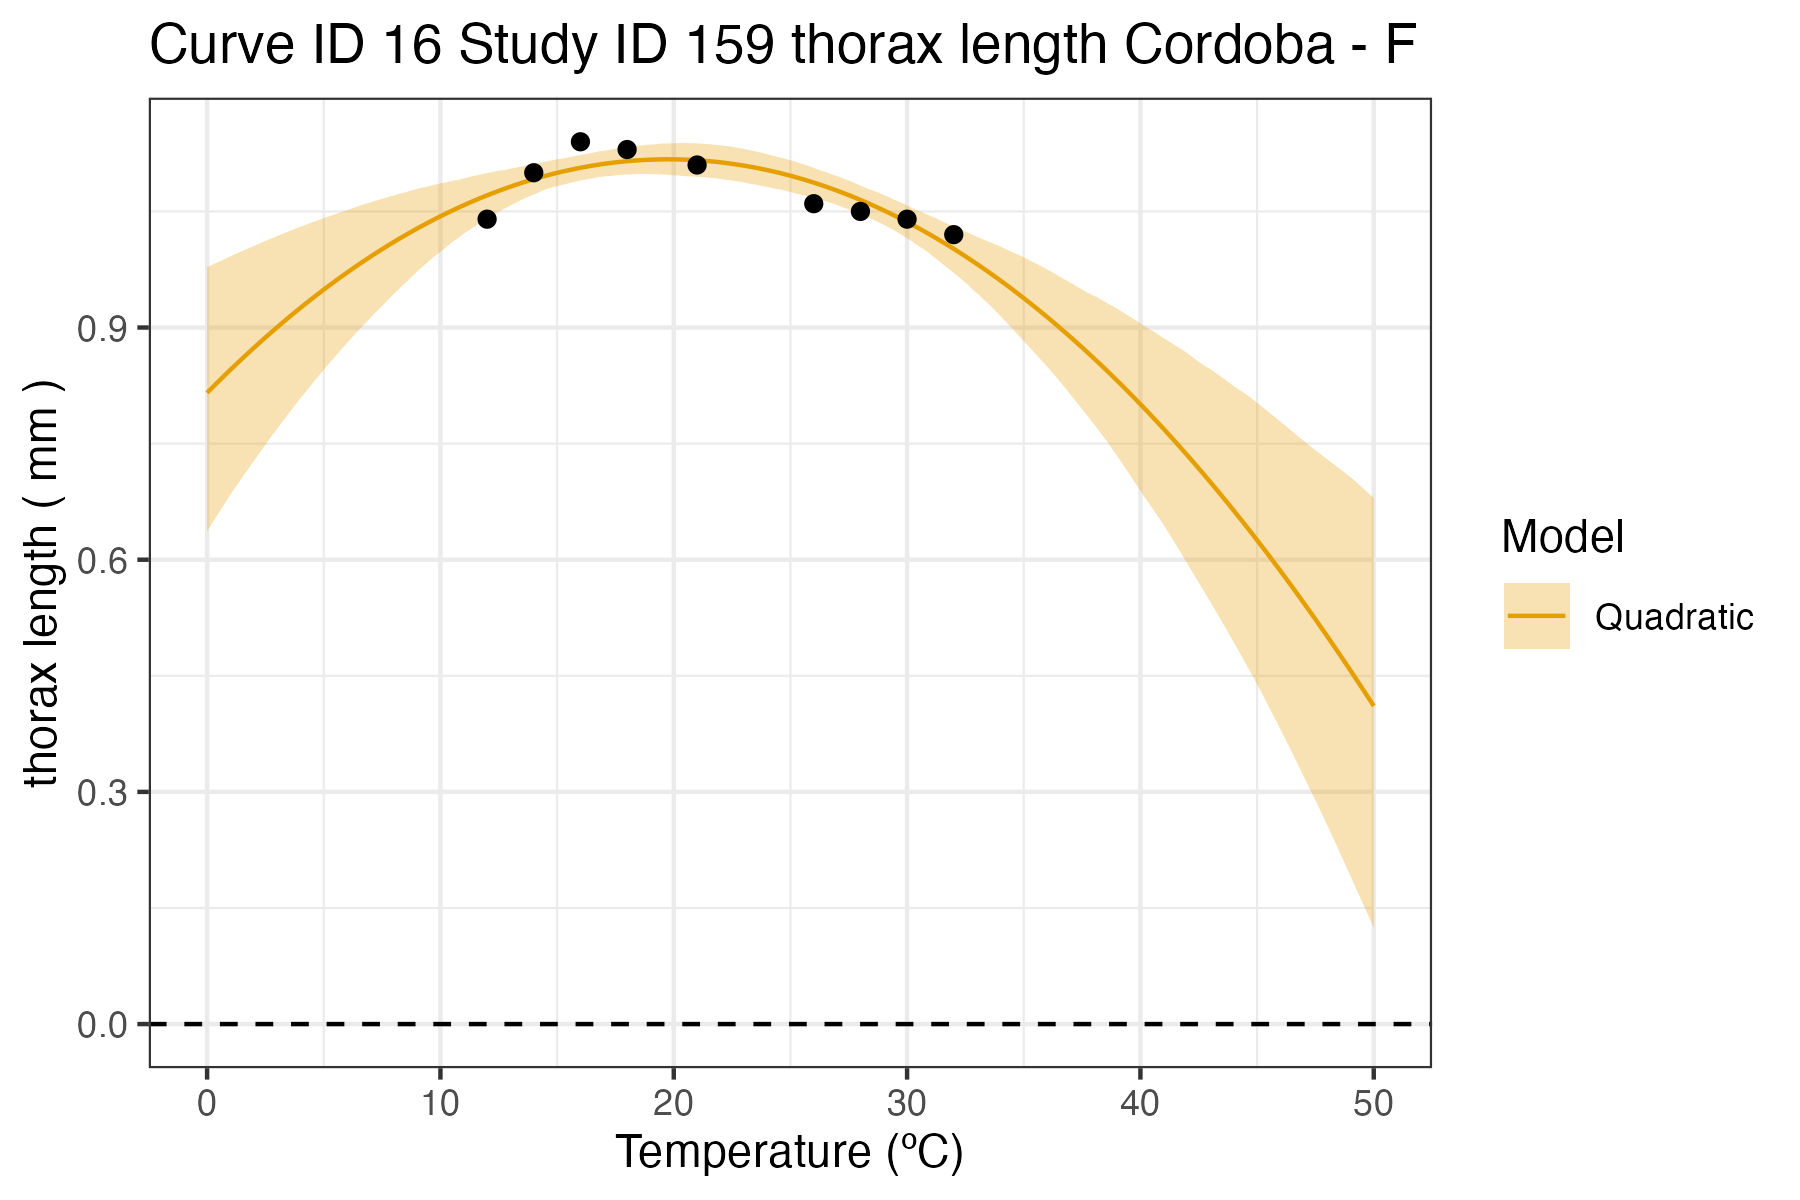 Curve ID 16 Study ID 159 thorax length Cordoba - F
thorax length ( mm )
0.9
0.6
0.3
0.0
0 10 20 30 40 50
Temperature (ºC)
Model
Quadratic